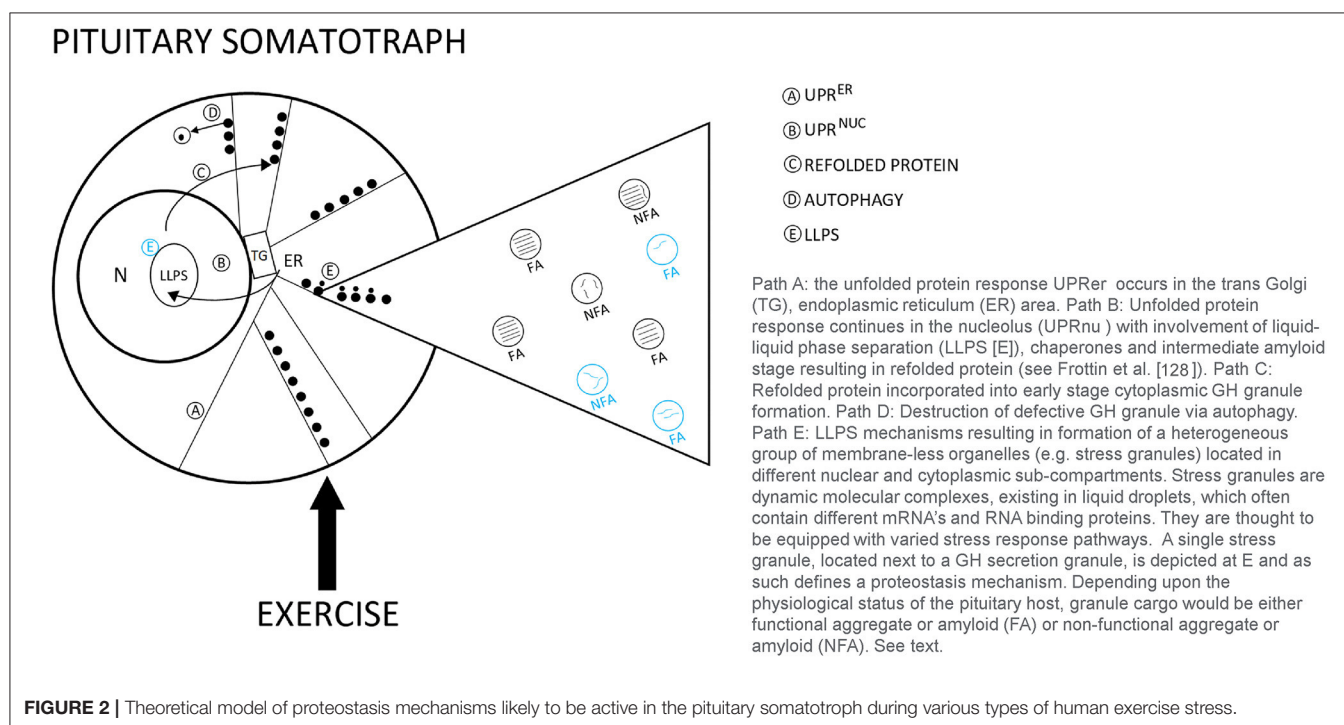 PITUITARY SOMATOTRAPH
D
C
E
B
N
LLPS
TG
ER
E
A
EXERCISE
NFA
FA
FA
NFA
FA
FA
NFA
FA
Ⓐ UPRᴱᴿ
Ⓑ UPRᴺᵁᶜ
Ⓒ REFOLDED PROTEIN
Ⓓ AUTOPHAGY
Ⓔ LLPS
Path A: the unfolded protein response UPRer occurs in the trans Golgi
(TG), endoplasmic reticulum (ER) area. Path B: Unfolded protein
response continues in the nucleolus (UPRnu ) with involvement of liquid-
liquid phase separation (LLPS [E]), chaperones and intermediate amyloid
stage resulting in refolded protein (see Frottin et al. [128]). Path C:
Refolded protein incorporated into early stage cytoplasmic GH granule
formation. Path D: Destruction of defective GH granule via autophagy.
Path E: LLPS mechanisms resulting in formation of a heterogeneous
group of membrane-less organelles (e.g. stress granules) located in
different nuclear and cytoplasmic sub-compartments. Stress granules are
dynamic molecular complexes, existing in liquid droplets, which often
contain different mRNA's and RNA binding proteins. They are thought to
be equipped with varied stress response pathways. A single stress
granule, located next to a GH secretion granule, is depicted at E and as
such defines a proteostasis mechanism. Depending upon the
physiological status of the pituitary host, granule cargo would be either
functional aggregate or amyloid (FA) or non-functional aggregate or
amyloid (NFA). See text.
FIGURE 2 | Theoretical model of proteostasis mechanisms likely to be active in the pituitary somatotroph during various types of human exercise stress.